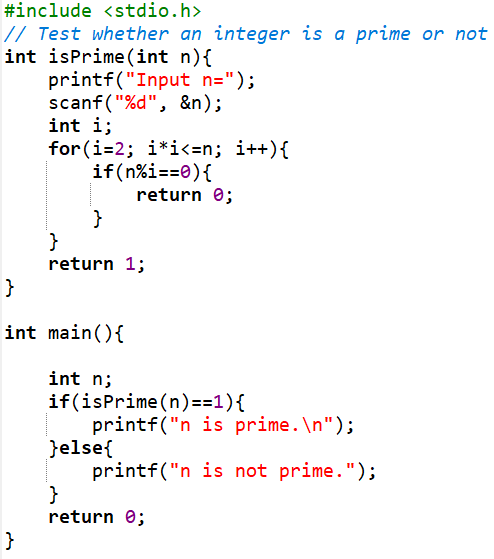 #include <stdio.h>
// Test whether an integer is a prime or not
int isPrime(int n){
    printf("Input n=");
    scanf("%d", &n);
    int i;
    for(i=2; i*i<=n; i++){
        if(n%i==0){
            return 0;
        }
    }
    return 1;
}

int main(){

    int n;
    if(isPrime(n)==1){
        printf("n is prime.\n");
    }else{
        printf("n is not prime.");
    }
    return 0;
}